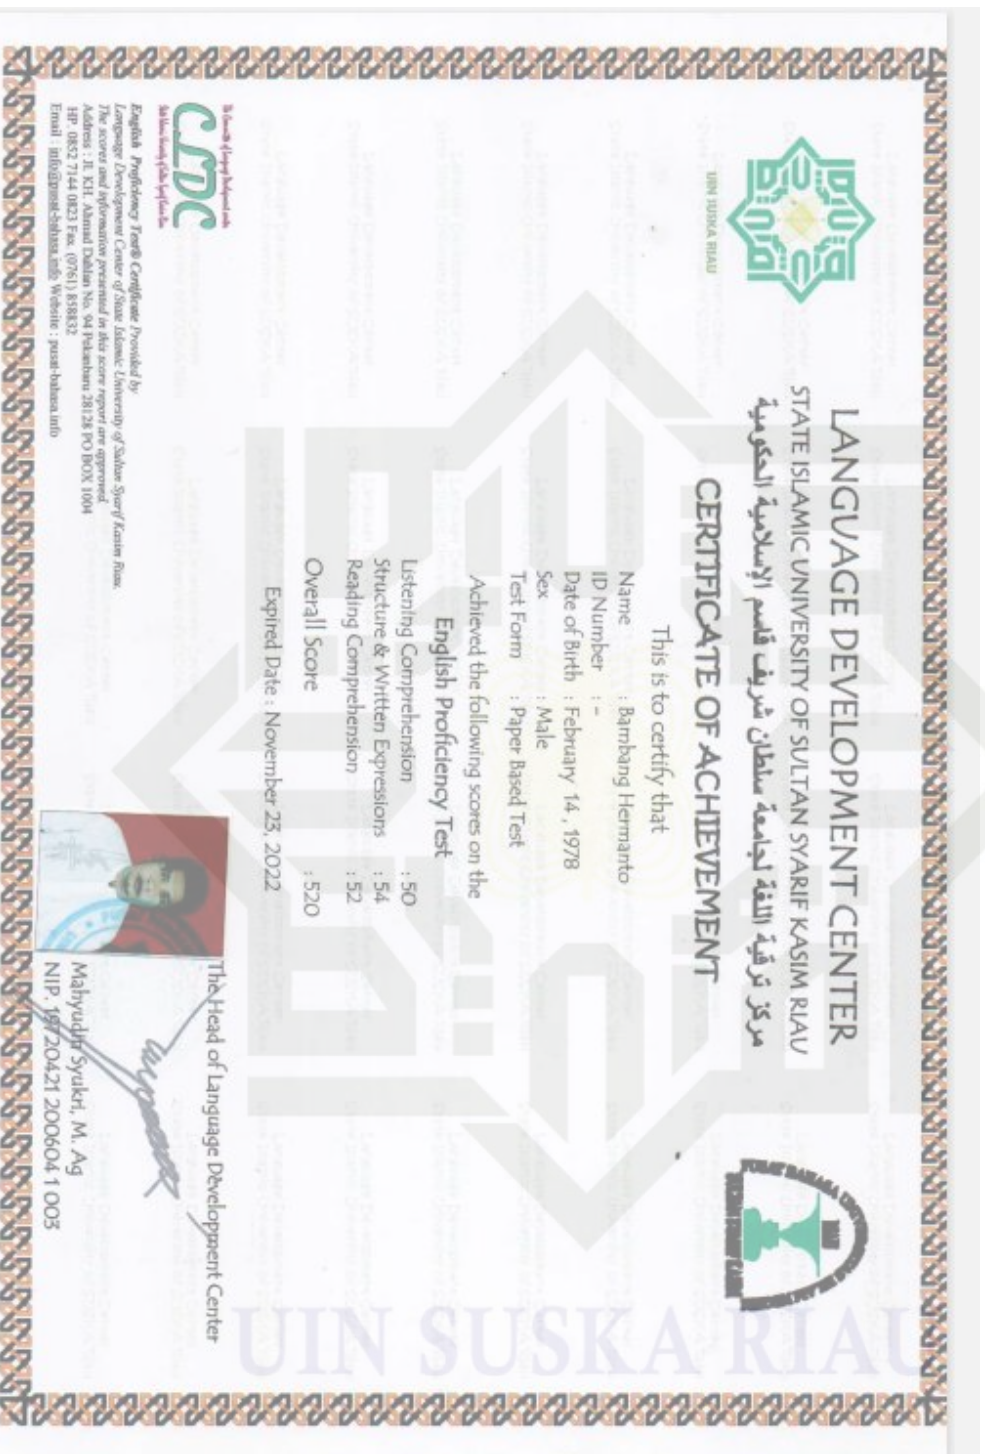 LANGUAGE DEVELOPMENT CENTER
STATE ISLAMIC UNIVERSITY OF SULTAN SYARIF KASIM RIAU
مركز ترقية اللغة لجامعة سلطان شريف قاسم الإسلامية الحكومية
UIN SUSKA RIAU
CERTIFICATE OF ACHIEVEMENT
This is to certify that
Name : Bambang Hermanto
ID Number : -
Date of Birth : February 14 , 1978
Sex : Male
Test Form : Paper Based Test
Achieved the following scores on the
English Proficiency Test
Listening Comprehension : 50
Structure & Written Expressions : 54
Reading Comprehension : 52
Overall Score : 520
Expired Date : November 23, 2022
The Head of Language Development Center
Mahyudin Syukri, M. Ag
NIP. 19720421 200604 1 003
CLDC
English Proficiency Test® Certificate Provided by
Language Development Center of State Islamic University of Sultan Syarif Kasim Riau.
The scores and information presented in this score report are approved.
Address : Jl. KH. Ahmad Dahlan No. 94 Pekanbaru 28128 PO BOX 1004
HP. 0852 7144 0823 Fax. (0761) 858832
Email : info@pusat-bahasa.info Website : pusat-bahasa.info
UIN SUSKA RIAU